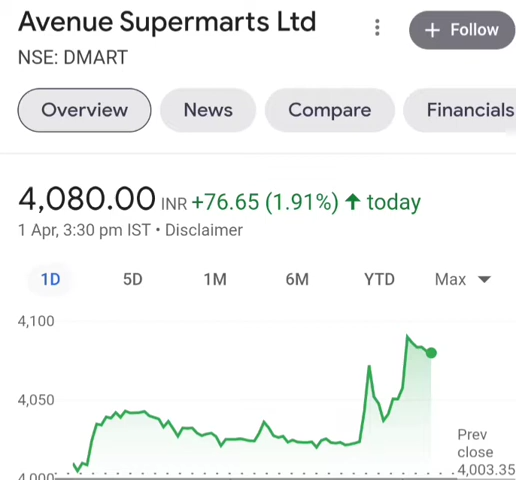 Avenue Supermarts Ltd
+ Follow
NSE: DMART
Overview News Compare Financials
4,080.00 INR +76.65 (1.91%) ↑ today
1 Apr, 3:30 pm IST • Disclaimer
1D 5D 1M 6M YTD Max
4,100
4,050
Prev
close
4,003.35
4,000